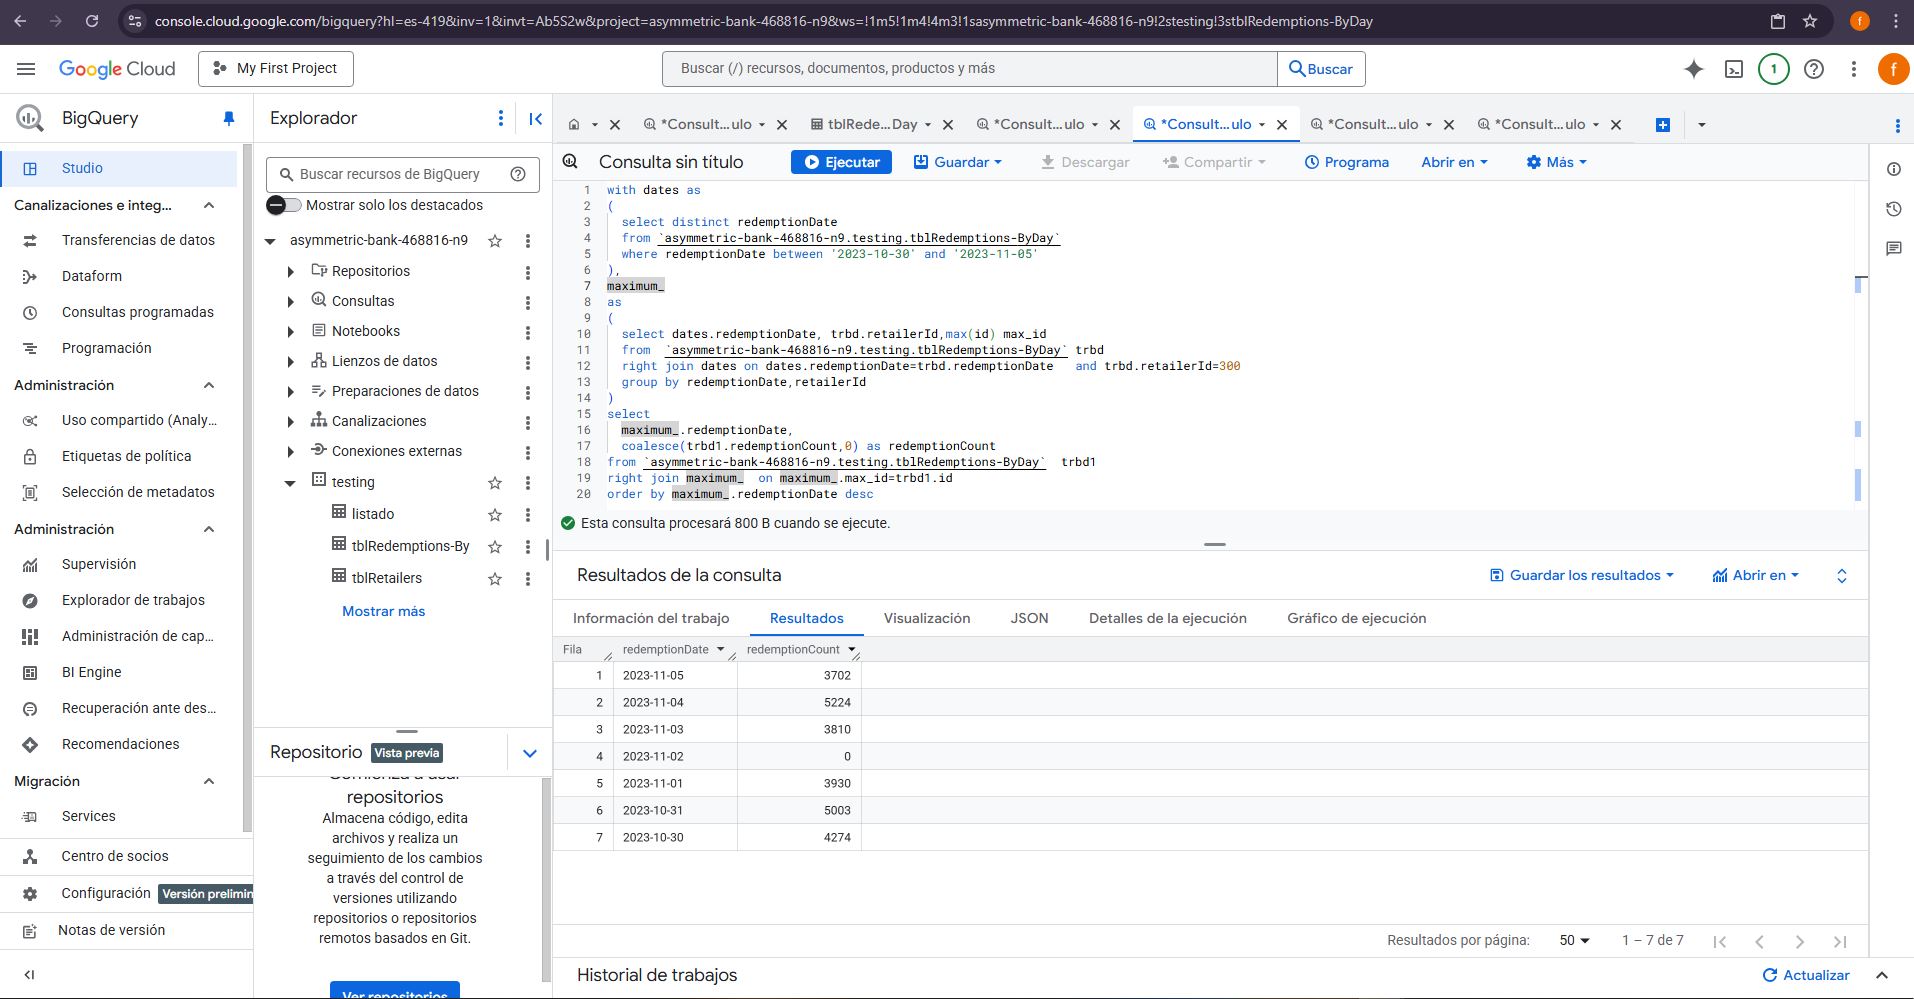 console.cloud.google.com/bigquery?hl=es-419&inv=1&invt=Ab5S2w&project=asymmetric-bank-468816-n9&ws=!1m5!1m4!4m3!1sasymmetric-bank-468816-n9!2stesting!3stblRedemptions-ByDay
f
Google Cloud
My First Project
Buscar (/) recursos, documentos, productos y más
Buscar
1
f
BigQuery
Studio
Canalizaciones e integ...
Transferencias de datos
Dataform
Consultas programadas
Programación
Administración
Uso compartido (Analy...
Etiquetas de política
Selección de metadatos
Administración
Supervisión
Explorador de trabajos
Administración de cap...
BI Engine
Recuperación ante des...
Recomendaciones
Migración
Services
Centro de socios
Configuración Versión prelimin
Notas de versión
Explorador
Buscar recursos de BigQuery
Mostrar solo los destacados
asymmetric-bank-468816-n9
Repositorios
Consultas
Notebooks
Lienzos de datos
Preparaciones de datos
Canalizaciones
Conexiones externas
testing
listado
tblRedemptions-By
tblRetailers
Mostrar más
Repositorio Vista previa
Comienza a usar
repositorios
Almacena código, edita
archivos y realiza un
seguimiento de los cambios
a través del control de
versiones utilizando
repositorios o repositorios
remotos basados en Git.
Ver repositorios
*Consult...ulo
tblRede...Day
*Consult...ulo
*Consult...ulo
*Consult...ulo
*Consult...ulo
Consulta sin título
Ejecutar
Guardar
Descargar
Compartir
Programa
Abrir en
Más
1 with dates as
2 (
3 select distinct redemptionDate
4 from `asymmetric-bank-468816-n9.testing.tblRedemptions-ByDay`
5 where redemptionDate between '2023-10-30' and '2023-11-05'
6 ),
7 maximum_
8 as
9 (
10 select dates.redemptionDate, trbd.retailerId,max(id) max_id
11 from `asymmetric-bank-468816-n9.testing.tblRedemptions-ByDay` trbd
12 right join dates on dates.redemptionDate=trbd.redemptionDate and trbd.retailerId=300
13 group by redemptionDate,retailerId
14 )
15 select
16 maximum_.redemptionDate,
17 coalesce(trbd1.redemptionCount,0) as redemptionCount
18 from `asymmetric-bank-468816-n9.testing.tblRedemptions-ByDay` trbd1
19 right join maximum_ on maximum_.max_id=trbd1.id
20 order by maximum_.redemptionDate desc
Esta consulta procesará 800 B cuando se ejecute.
Resultados de la consulta
Guardar los resultados
Abrir en
Información del trabajo
Resultados
Visualización
JSON
Detalles de la ejecución
Gráfico de ejecución
Fila redemptionDate redemptionCount
1 2023-11-05 3702
2 2023-11-04 5224
3 2023-11-03 3810
4 2023-11-02 0
5 2023-11-01 3930
6 2023-10-31 5003
7 2023-10-30 4274
Resultados por página: 50 1 – 7 de 7
Historial de trabajos
Actualizar